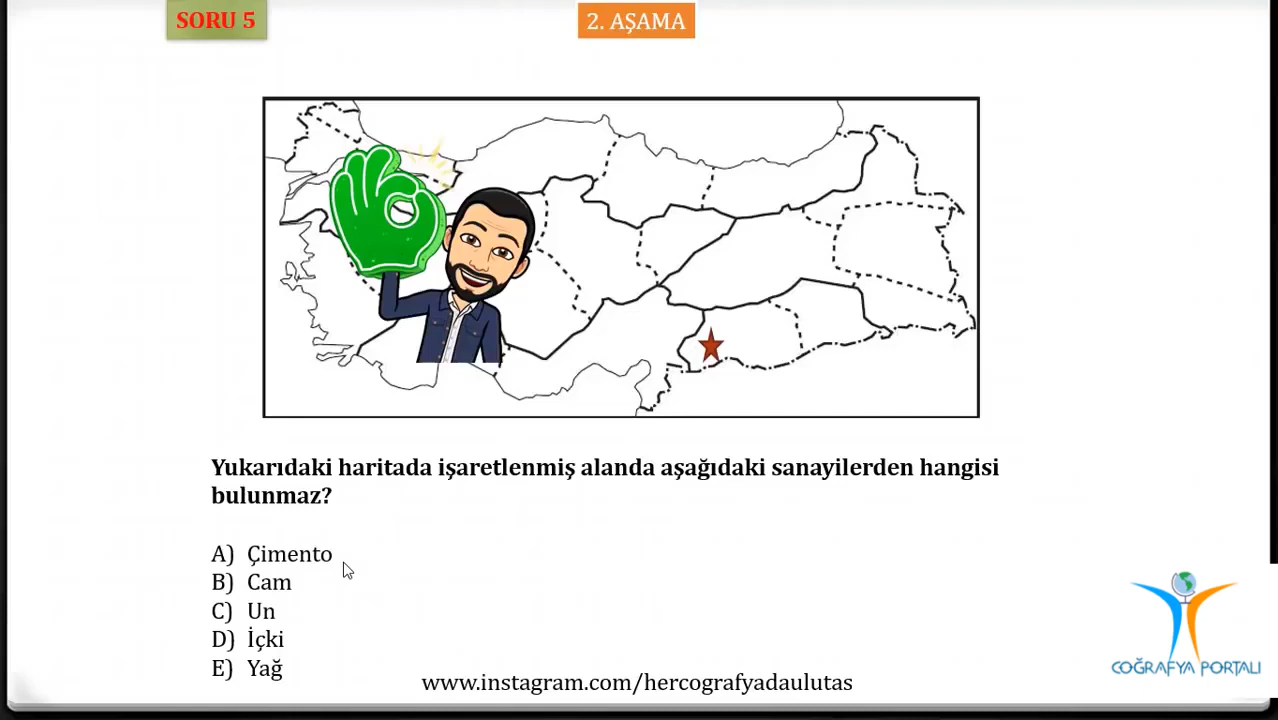 SORU 5
2. AŞAMA
Yukarıdaki haritada işaretlenmiş alanda aşağıdaki sanayilerden hangisi
bulunmaz?
A) Çimento
B) Cam
C) Un
D) İçki
E) Yağ
www.instagram.com/hercografyadaulutas
COĞRAFYA PORTALI